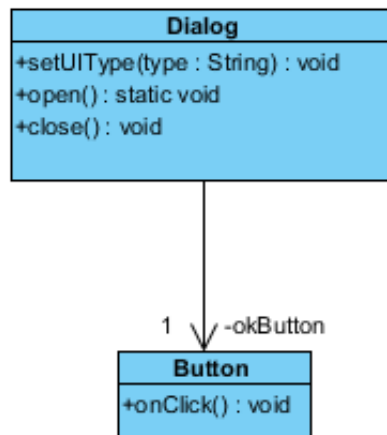 Dialog
+setUIType(type : String) : void
+open() : static void
+close() : void
1 -okButton
Button
+onClick() : void